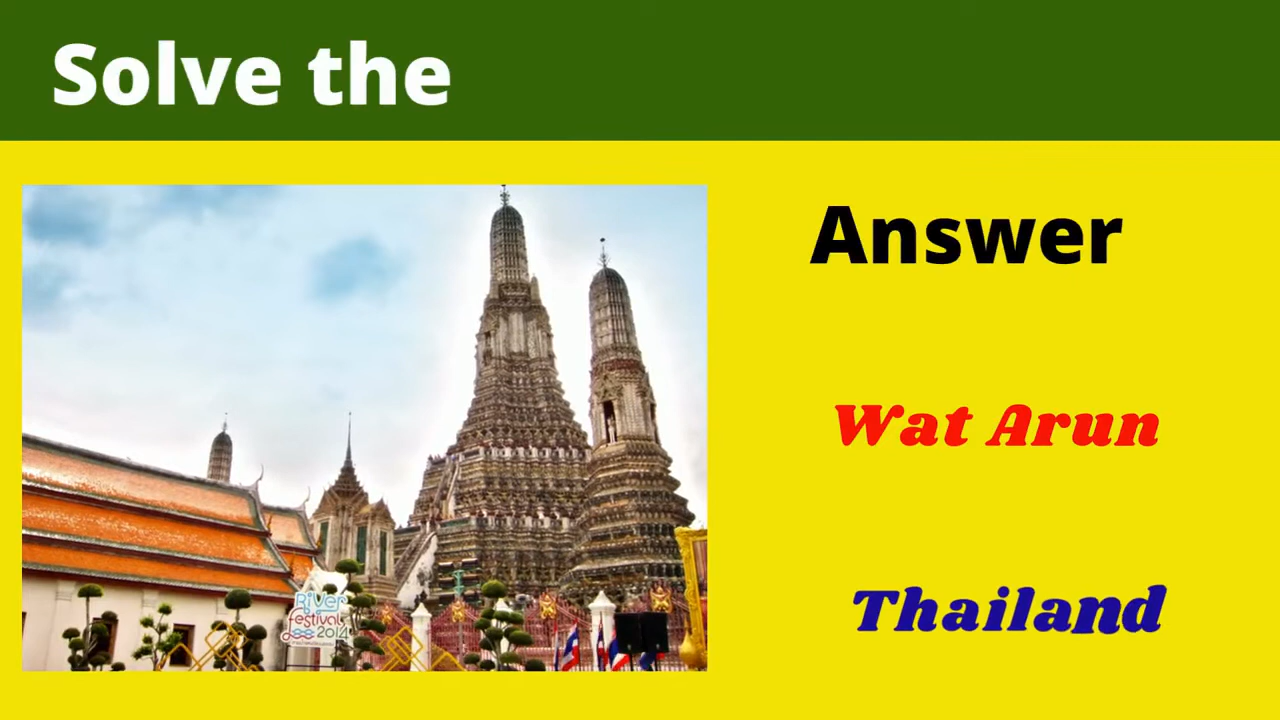 Solve the
Answer
Wat Arun
Thailand
River
festival
2014